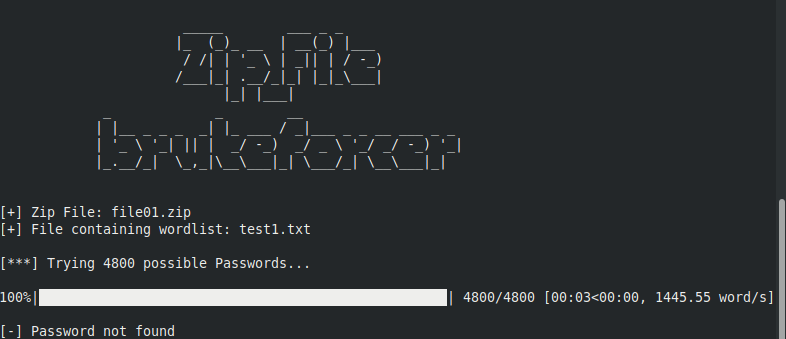 Zip File
bruteforcer
[+] Zip File: file01.zip
[+] File containing wordlist: test1.txt
[***] Trying 4800 possible Passwords...
100%| | 4800/4800 [00:03<00:00, 1445.55 word/s]
[-] Password not found